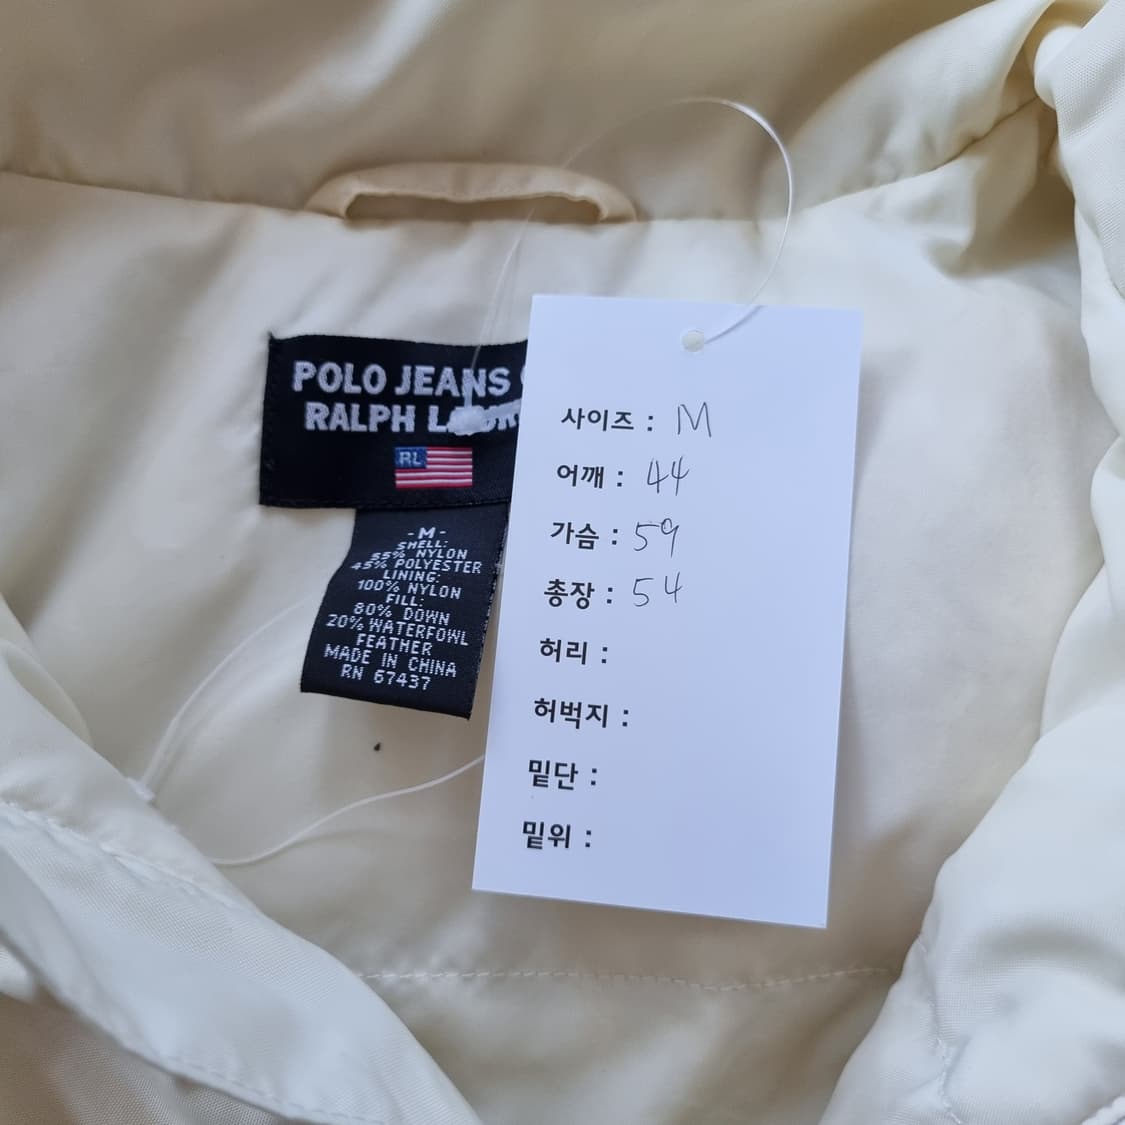 POLO JEANS
RALPH
RL
-M-
SHELL:
55% NYLON
45% POLYESTER
LINING:
100% NYLON
FILL:
80% DOWN
20% WATERFOWL
FEATHER
MADE IN CHINA
RN 67437
사이즈 : M
어깨 : 44
가슴 : 59
총장 : 54
허리 :
허벅지 :
밑단 :
밑위 :